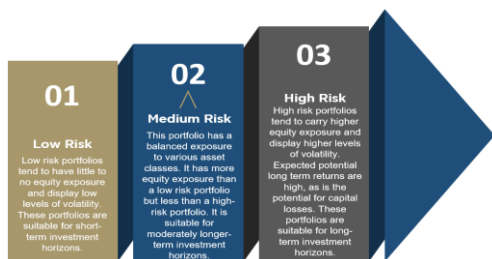 01
Low Risk
Low risk portfolios
tend to have little to
no equity exposure
and display low
levels of volatility.
These portfolios are
suitable for short-
term investment
horizons.
02
Medium Risk
This portfolio has a
balanced exposure
to various asset
classes. It has more
equity exposure than
a low risk portfolio
but less than a high-
risk portfolio. It is
suitable for
moderately longer-
term investment
horizons.
03
High Risk
High risk portfolios
tend to carry higher
equity exposure and
display higher levels
of volatility.
Expected potential
long term returns are
high, as is the
potential for capital
losses. These
portfolios are
suitable for long-
term investment
horizons.